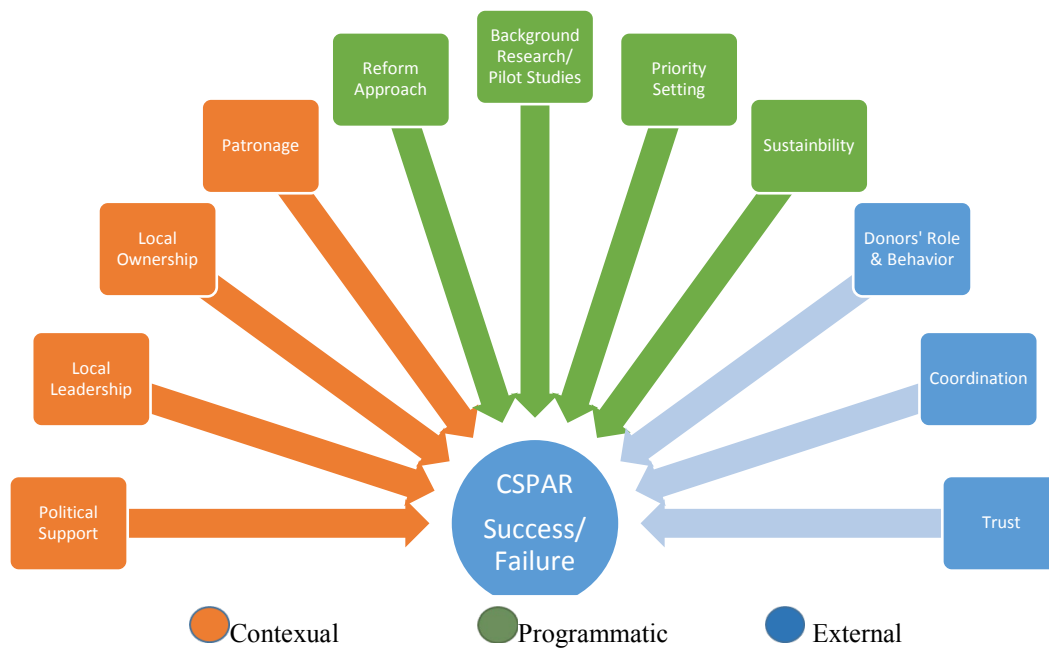 Background
Research/
Pilot Studies
Reform
Approach
Priority
Setting
Patronage
Sustainbility
Local
Ownership
Donors' Role
& Behavior
Local
Leadership
Coordination
Political
Support
Trust
CSPAR
Success/
Failure
Contexual
Programmatic
External